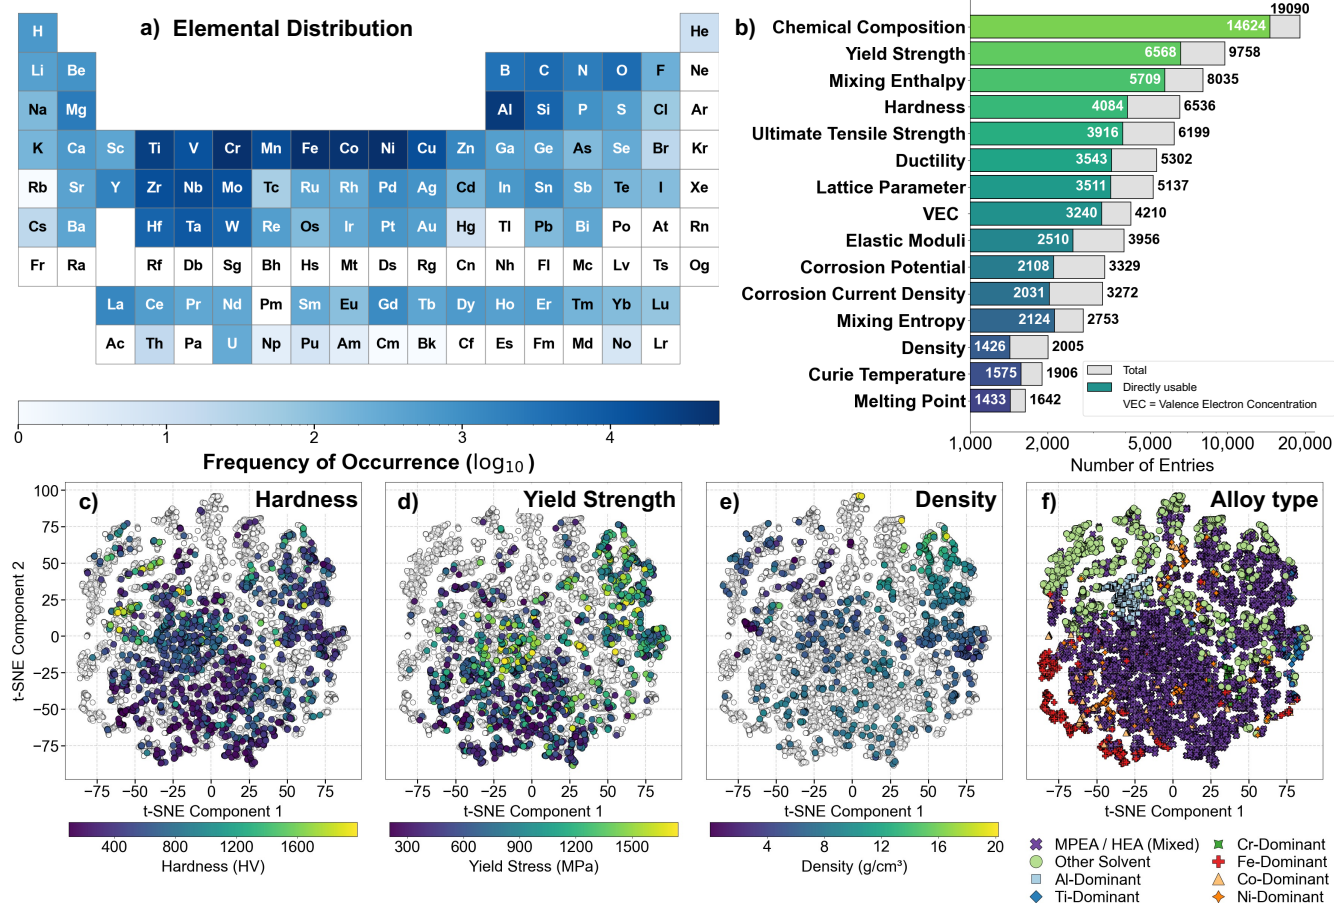 a) Elemental Distribution
H He
Li Be B C N O F Ne
Na Mg Al Si P S Cl Ar
K Ca Sc Ti V Cr Mn Fe Co Ni Cu Zn Ga Ge As Se Br Kr
Rb Sr Y Zr Nb Mo Tc Ru Rh Pd Ag Cd In Sn Sb Te I Xe
Cs Ba Hf Ta W Re Os Ir Pt Au Hg Tl Pb Bi Po At Rn
Fr Ra Rf Db Sg Bh Hs Mt Ds Rg Cn Nh Fl Mc Lv Ts Og
La Ce Pr Nd Pm Sm Eu Gd Tb Dy Ho Er Tm Yb Lu
Ac Th Pa U Np Pu Am Cm Bk Cf Es Fm Md No Lr
0 1 2 3 4
Frequency of Occurrence (log10)
b)
Chemical Composition 14624 19090
Yield Strength 6568 9758
Mixing Enthalpy 5709 8035
Hardness 4084 6536
Ultimate Tensile Strength 3916 6199
Ductility 3543 5302
Lattice Parameter 3511 5137
VEC 3240 4210
Elastic Moduli 2510 3956
Corrosion Potential 2108 3329
Corrosion Current Density 2031 3272
Mixing Entropy 2124 2753
Density 1426 2005
Curie Temperature 1575 1906
Melting Point 1433 1642
Total
Directly usable
VEC = Valence Electron Concentration
1,000 2,000 5,000 10,000 20,000
Number of Entries
c) Hardness
100
75
50
25
0
−25
−50
−75
t-SNE Component 2
−75 −50 −25 0 25 50 75
t-SNE Component 1
400 800 1200 1600
Hardness (HV)
d) Yield Strength
−75 −50 −25 0 25 50 75
t-SNE Component 1
300 600 900 1200 1500
Yield Stress (MPa)
e) Density
−75 −50 −25 0 25 50 75
t-SNE Component 1
4 8 12 16 20
Density (g/cm³)
f) Alloy type
−75 −50 −25 0 25 50 75
t-SNE Component 1
MPEA / HEA (Mixed)
Other Solvent
Al-Dominant
Ti-Dominant
Cr-Dominant
Fe-Dominant
Co-Dominant
Ni-Dominant